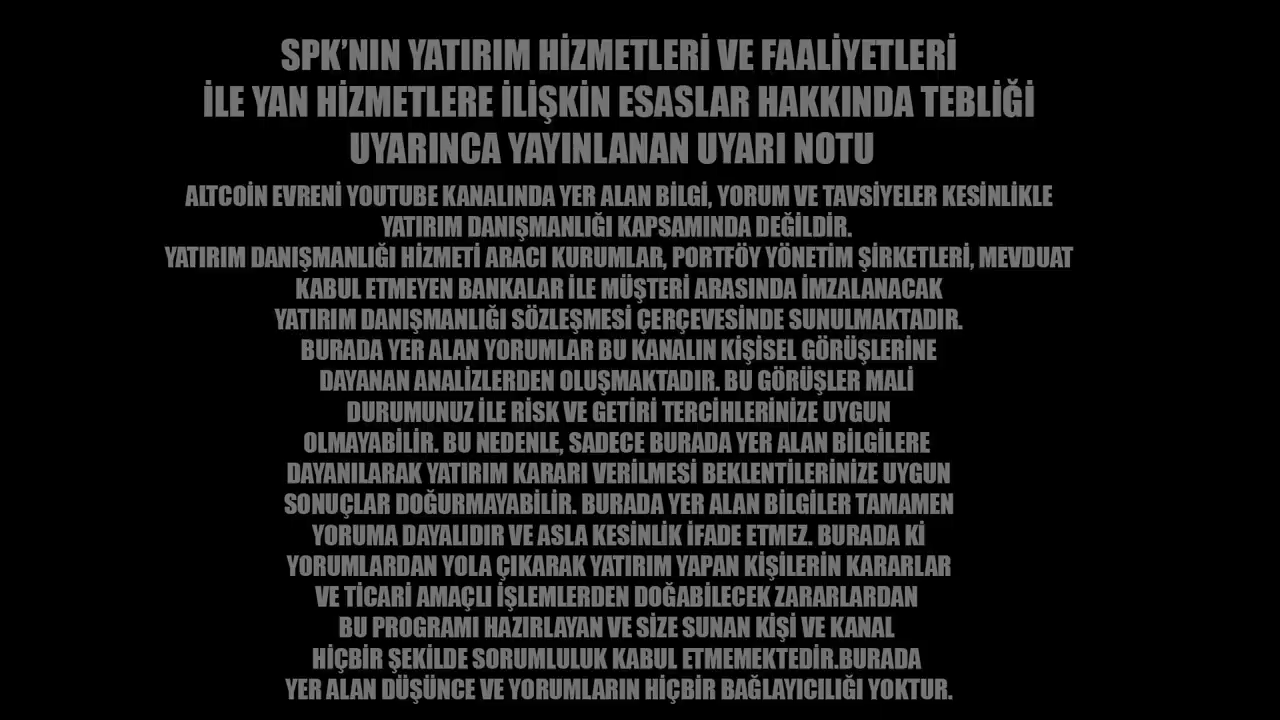 SPK’NIN YATIRIM HİZMETLERİ VE FAALİYETLERİ
İLE YAN HİZMETLERE İLİŞKİN ESASLAR HAKKINDA TEBLİĞİ
UYARINCA YAYINLANAN UYARI NOTU
ALTCOİN EVRENİ YOUTUBE KANALINDA YER ALAN BİLGİ, YORUM VE TAVSİYELER KESİNLİKLE
YATIRIM DANIŞMANLIĞI KAPSAMINDA DEĞİLDİR.
YATIRIM DANIŞMANLIĞI HİZMETİ ARACI KURUMLAR, PORTFÖY YÖNETİM ŞİRKETLERİ, MEVDUAT
KABUL ETMEYEN BANKALAR İLE MÜŞTERİ ARASINDA İMZALANACAK
YATIRIM DANIŞMANLIĞI SÖZLEŞMESİ ÇERÇEVESİNDE SUNULMAKTADIR.
BURADA YER ALAN YORUMLAR BU KANALIN KİŞİSEL GÖRÜŞLERİNE
DAYANAN ANALİZLERDEN OLUŞMAKTADIR. BU GÖRÜŞLER MALİ
DURUMUNUZ İLE RİSK VE GETİRİ TERCİHLERİNİZE UYGUN
OLMAYABİLİR. BU NEDENLE, SADECE BURADA YER ALAN BİLGİLERE
DAYANILARAK YATIRIM KARARI VERİLMESİ BEKLENTİLERİNİZE UYGUN
SONUÇLAR DOĞURMAYABİLİR. BURADA YER ALAN BİLGİLER TAMAMEN
YORUMA DAYALIDIR VE ASLA KESİNLİK İFADE ETMEZ. BURADA Kİ
YORUMLARDAN YOLA ÇIKARAK YATIRIM YAPAN KİŞİLERİN KARARLAR
VE TİCARİ AMAÇLI İŞLEMLERDEN DOĞABİLECEK ZARARLARDAN
BU PROGRAMI HAZIRLAYAN VE SİZE SUNAN KİŞİ VE KANAL
HİÇBİR ŞEKİLDE SORUMLULUK KABUL ETMEMEKTEDİR.BURADA
YER ALAN DÜŞÜNCE VE YORUMLARIN HİÇBİR BAĞLAYICILIĞI YOKTUR.